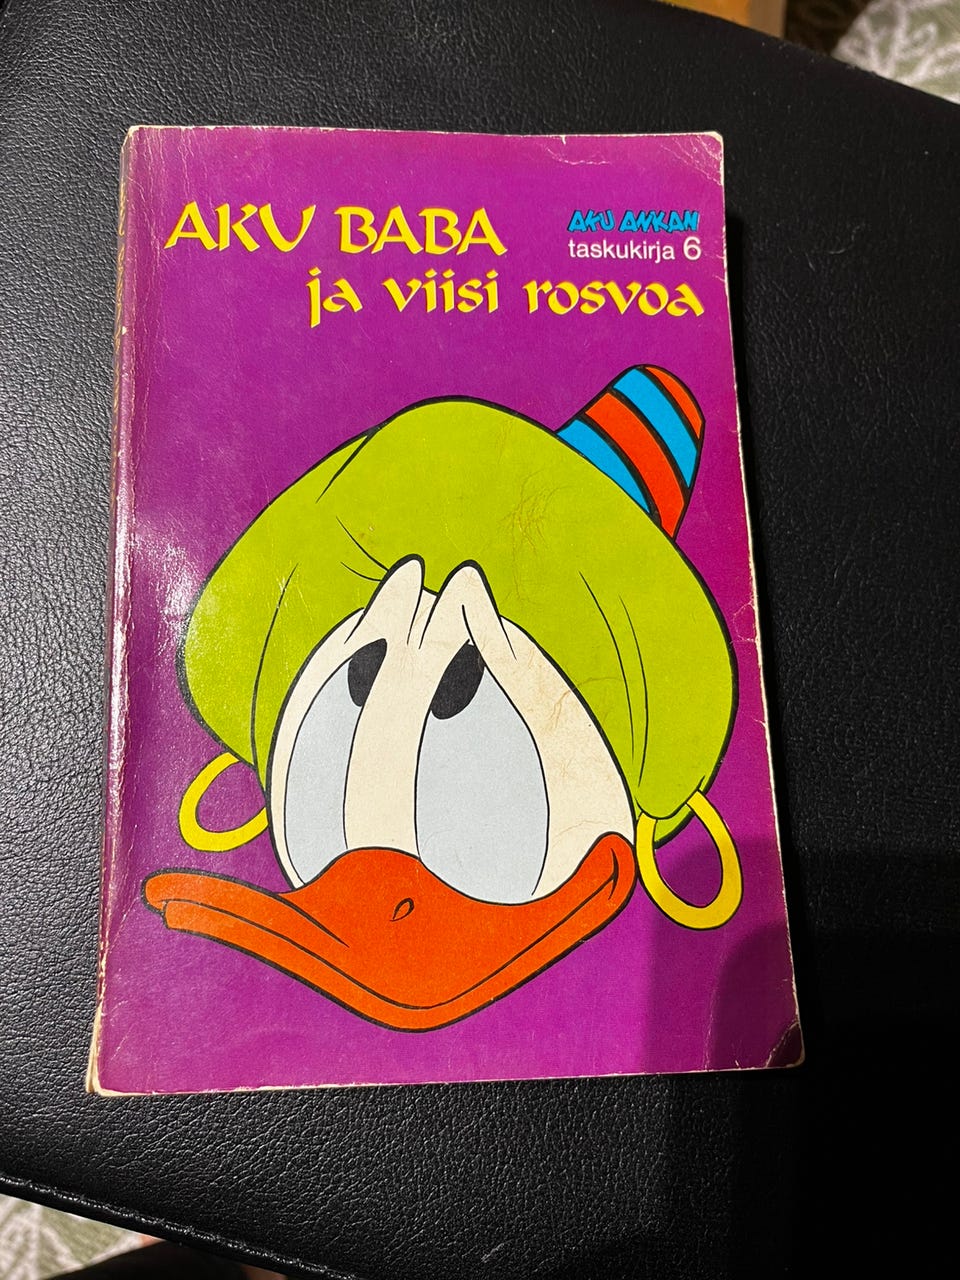 AKU BABA
ja viisi rosvoa
AKU ANKAN
taskukirja 6